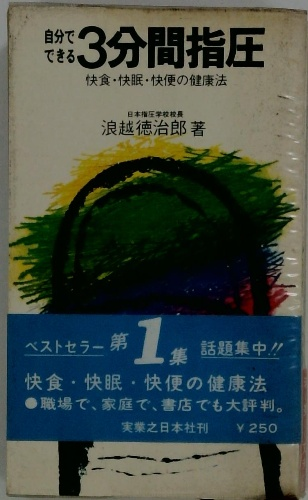 自分で
できる3分間指圧
快食・快眠・快便の健康法
日本指圧学校校長
浪越徳治郎著
ベストセラー 第1集 話題集中!!
快食・快眠・快便の健康法
●職場で、家庭で、書店でも大評判。
実業之日本社刊 ¥250